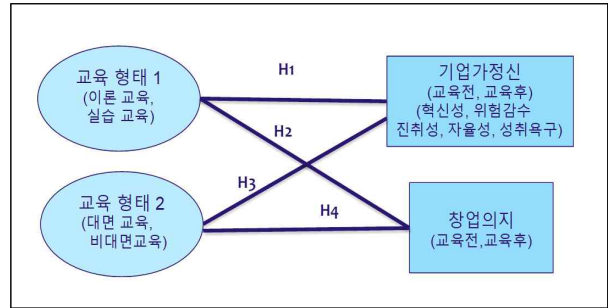 교육 형태 1
(이론 교육,
실습 교육)
H1
기업가정신
(교육전, 교육후)
(혁신성, 위험감수
진취성, 자율성, 성취욕구)
H2
H3
교육 형태 2
(대면 교육,
비대면교육)
H4
창업의지
(교육전,교육후)